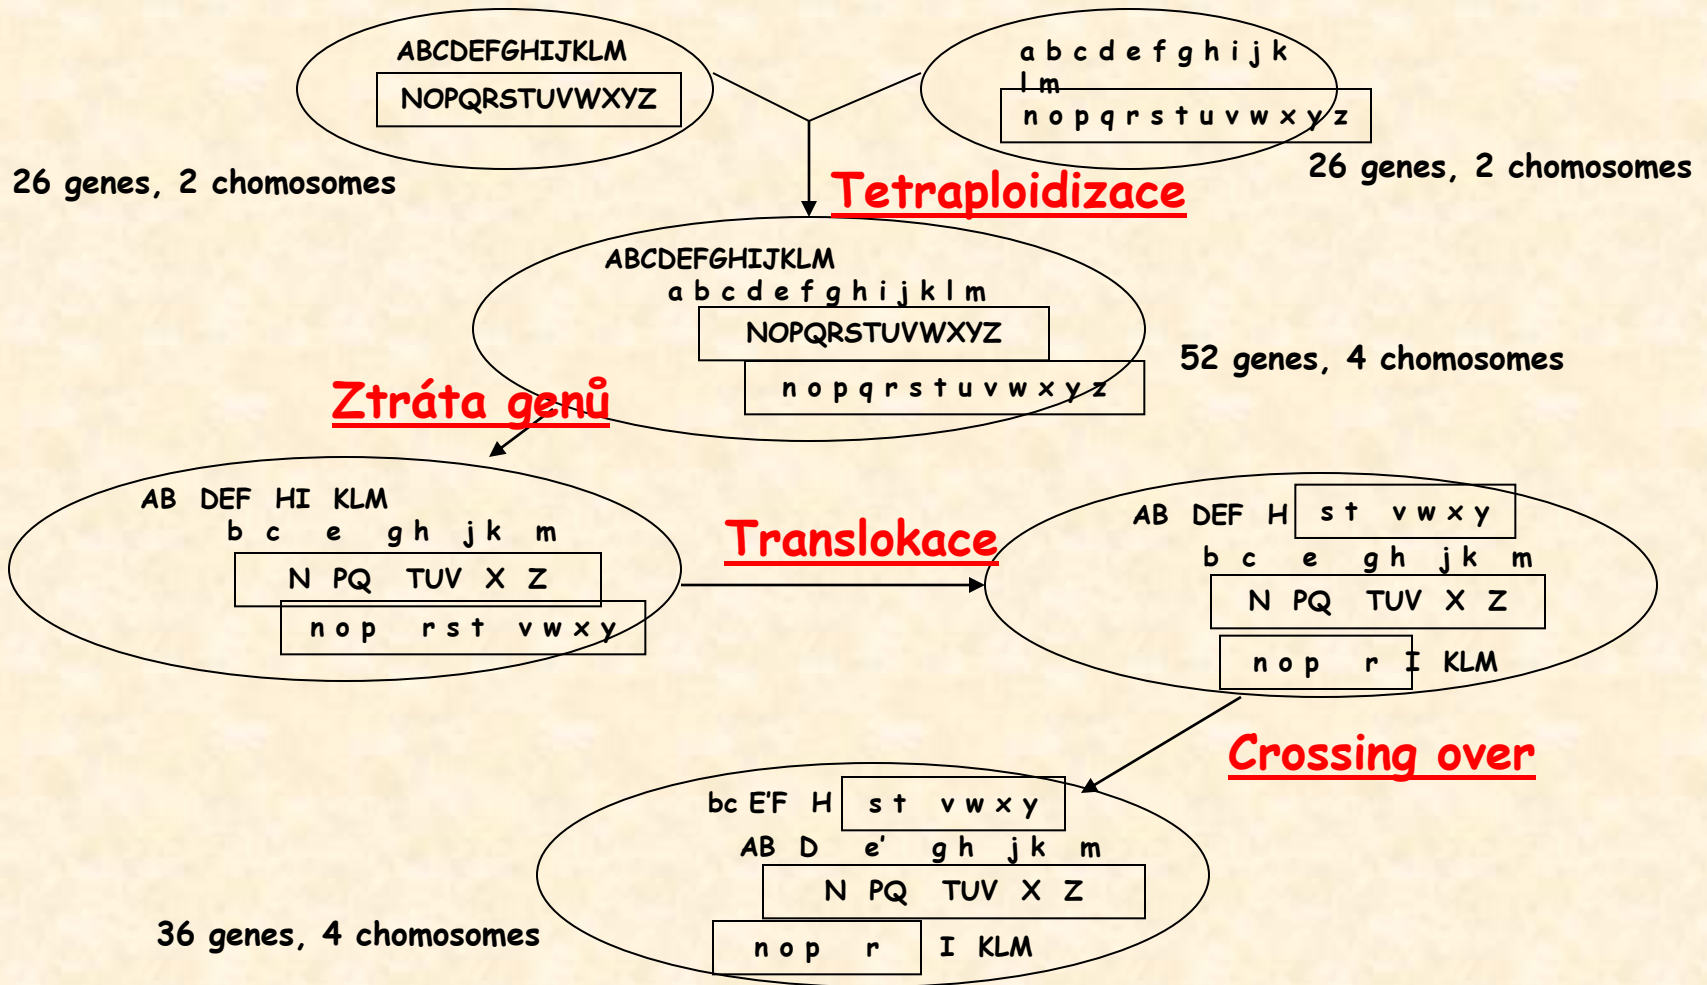 ABCDEFGHIJKLM
NOPQRSTUVWXYZ
a b c d e f g h i j k
l m
n o p q r s t u v w x y z
26 genes, 2 chomosomes
26 genes, 2 chomosomes
Tetraploidizace
ABCDEFGHIJKLM
a b c d e f g h i j k l m
NOPQRSTUVWXYZ
n o p q r s t u v w x y z
52 genes, 4 chomosomes
Ztráta genů
AB DEF HI KLM
b c e g h j k m
N PQ TUV X Z
n o p r s t v w x y
Translokace
AB DEF H s t v w x y
b c e g h j k m
N PQ TUV X Z
n o p r I KLM
Crossing over
bc E'F H s t v w x y
AB D e' g h j k m
N PQ TUV X Z
n o p r I KLM
36 genes, 4 chomosomes